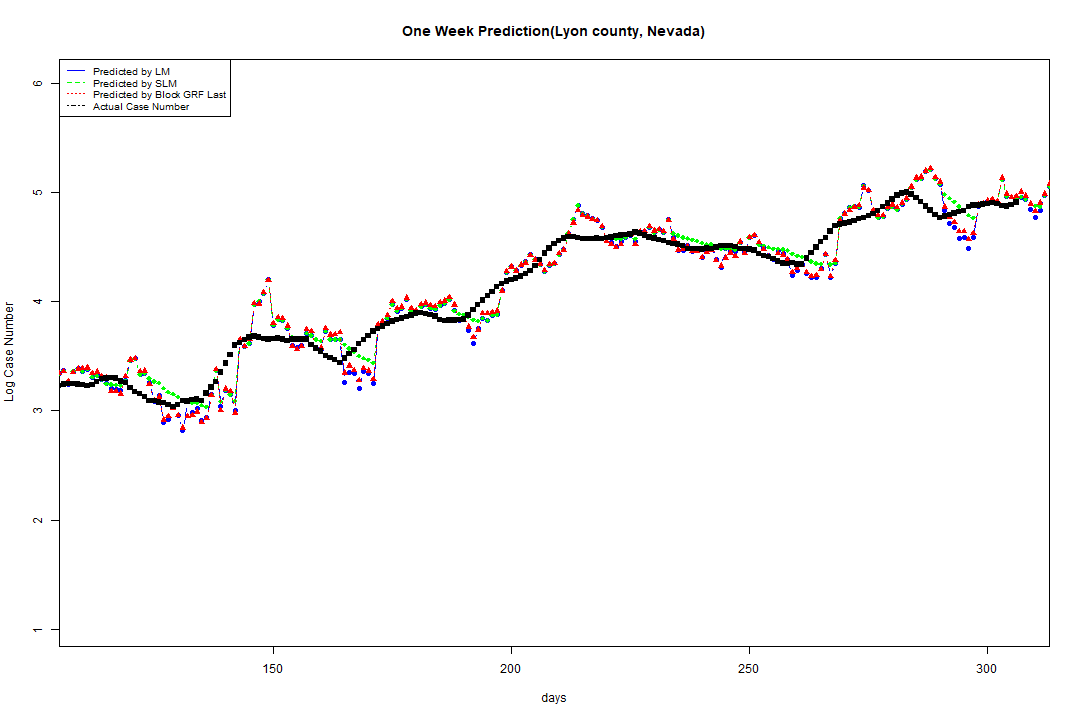 One Week Prediction(Lyon county, Nevada)
Predicted by LM
Predicted by SLM
Predicted by Block GRF Last
Actual Case Number
Log Case Number
6
5
4
3
2
1
150 200 250 300
days